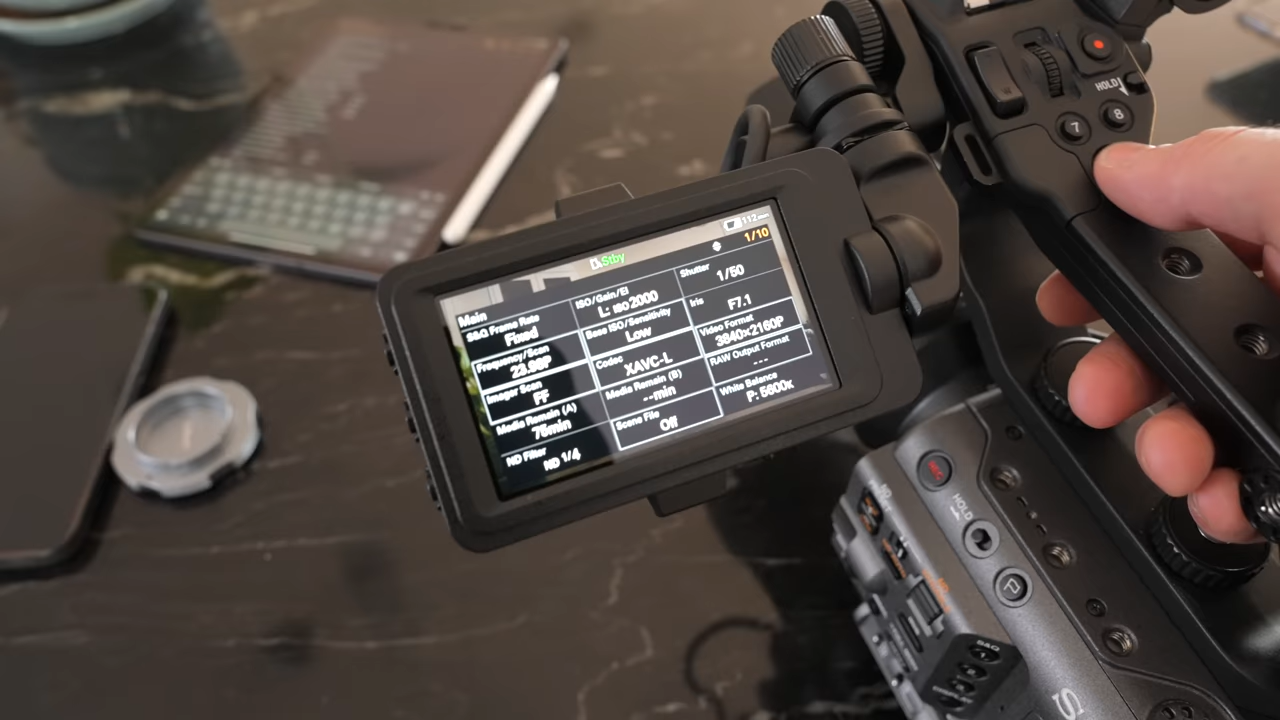 112min
Stby
1/10
Main
S&Q Frame Rate
Fixed
ISO/Gain/EI
L: ISO 2000
Shutter
1/50
Frequency/Scan
23.98P
Base ISO/Sensitivity
Low
Iris
F7.1
Imager Scan
FF
Codec
XAVC-L
Video Format
3840x2160P
Media Remain (A)
75min
Media Remain (B)
--min
RAW Output Format
---
ND Filter
ND 1/4
Scene File
Off
White Balance
P: 5600K
HOLD
7
8
REC
HOLD
S